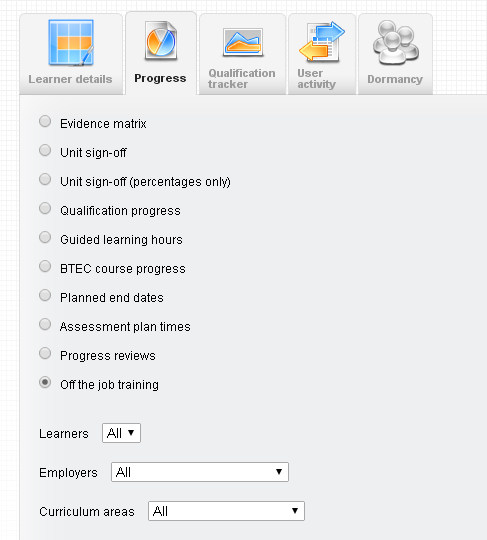 Learner details
Progress
Qualification
tracker
User
activity
Dormancy
Evidence matrix
Unit sign-off
Unit sign-off (percentages only)
Qualification progress
Guided learning hours
BTEC course progress
Planned end dates
Assessment plan times
Progress reviews
Off the job training
Learners All
Employers All
Curriculum areas All